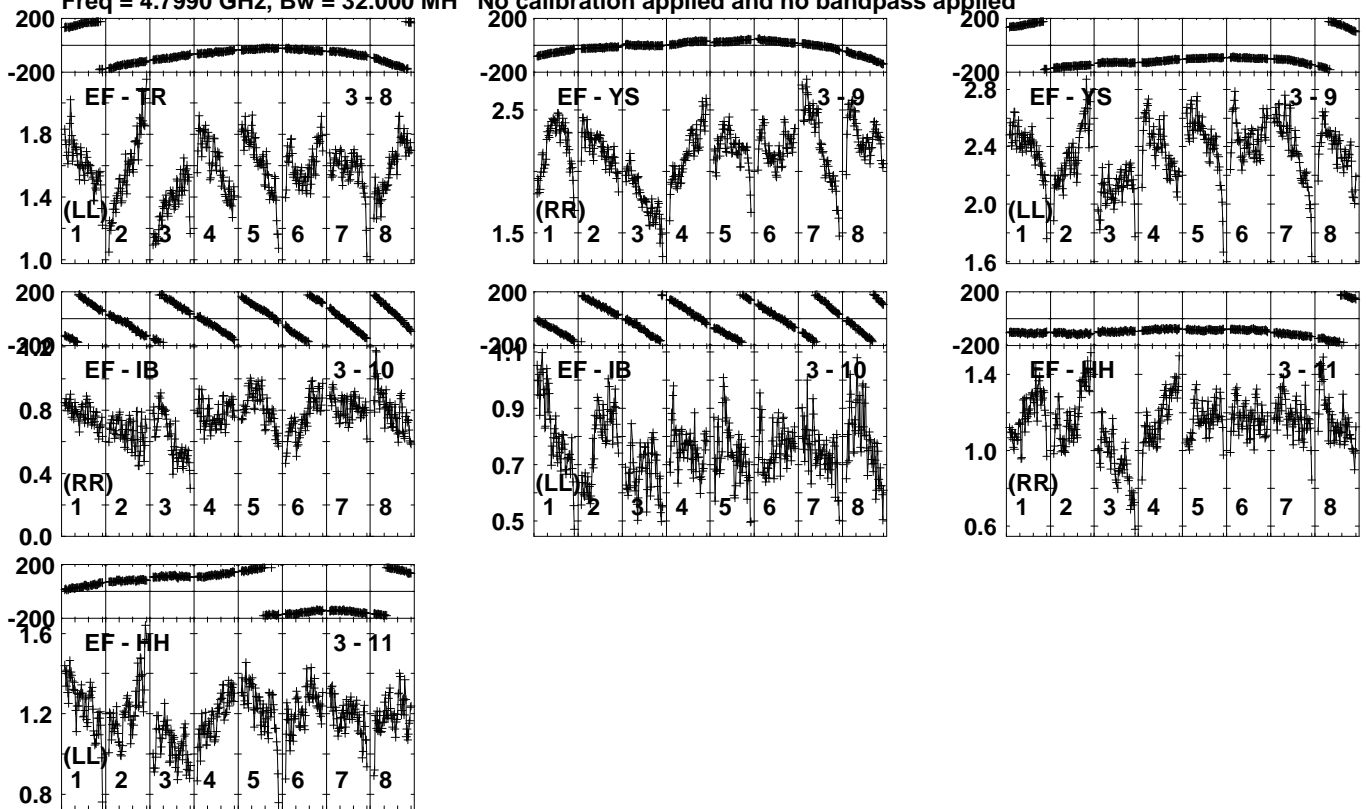 Freq = 4.7990 GHz, Bw = 32.000 MH No calibration applied and no bandpass applied
200
-200
EF - TR 3 - 8
1.8
1.4
1.0
(LL)
1 2 3 4 5 6 7 8
200
-200
EF - YS 3 - 9
2.5
1.5
(RR)
1 2 3 4 5 6 7 8
200
-200
EF - YS 3 - 9
2.8
2.4
2.0
1.6
(LL)
1 2 3 4 5 6 7 8
200
-200
1.2
EF - IB 3 - 10
0.8
0.4
0.0
(RR)
1 2 3 4 5 6 7 8
200
-200
1.1
EF - IB 3 - 10
0.9
0.7
0.5
(LL)
1 2 3 4 5 6 7 8
200
-200
EF - HH 3 - 11
1.4
1.0
0.6
(RR)
1 2 3 4 5 6 7 8
200
-200
1.6
EF - HH 3 - 11
1.2
0.8
(LL)
1 2 3 4 5 6 7 8